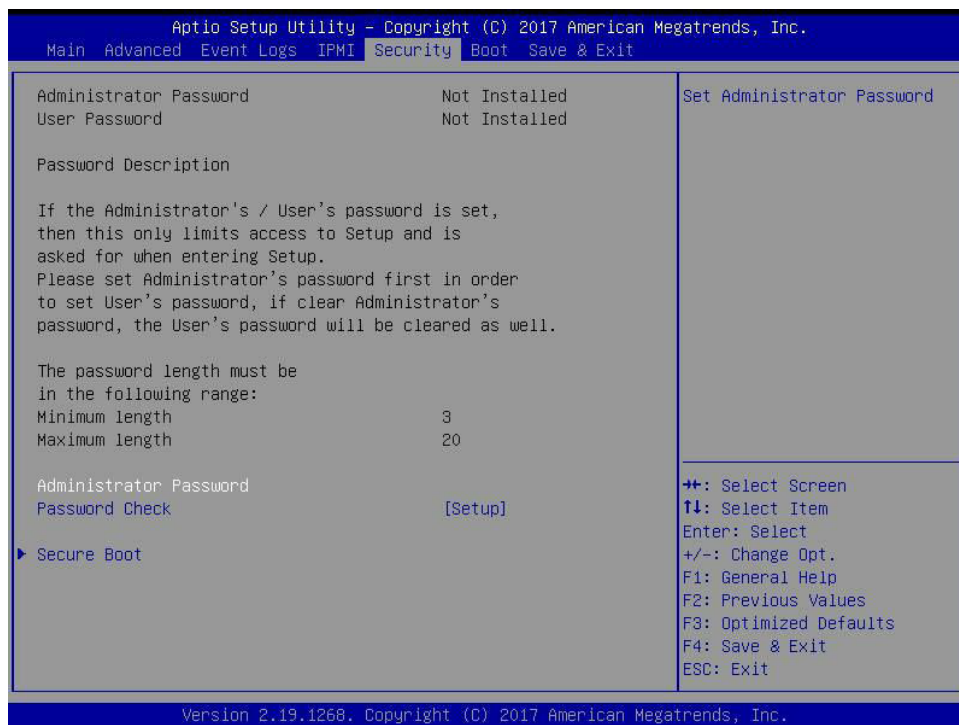 Aptio Setup Utility – Copyright (C) 2017 American Megatrends, Inc.
Main Advanced Event Logs IPMI Security Boot Save & Exit
Administrator Password Not Installed
User Password Not Installed
Password Description
If the Administrator's / User's password is set,
then this only limits access to Setup and is
asked for when entering Setup.
Please set Administrator's password first in order
to set User's password, if clear Administrator's
password, the User's password will be cleared as well.
The password length must be
in the following range:
Minimum length 3
Maximum length 20
Administrator Password
Password Check [Setup]
▶ Secure Boot
Set Administrator Password
→←: Select Screen
↑↓: Select Item
Enter: Select
+/-: Change Opt.
F1: General Help
F2: Previous Values
F3: Optimized Defaults
F4: Save & Exit
ESC: Exit
Version 2.19.1268. Copyright (C) 2017 American Megatrends, Inc.